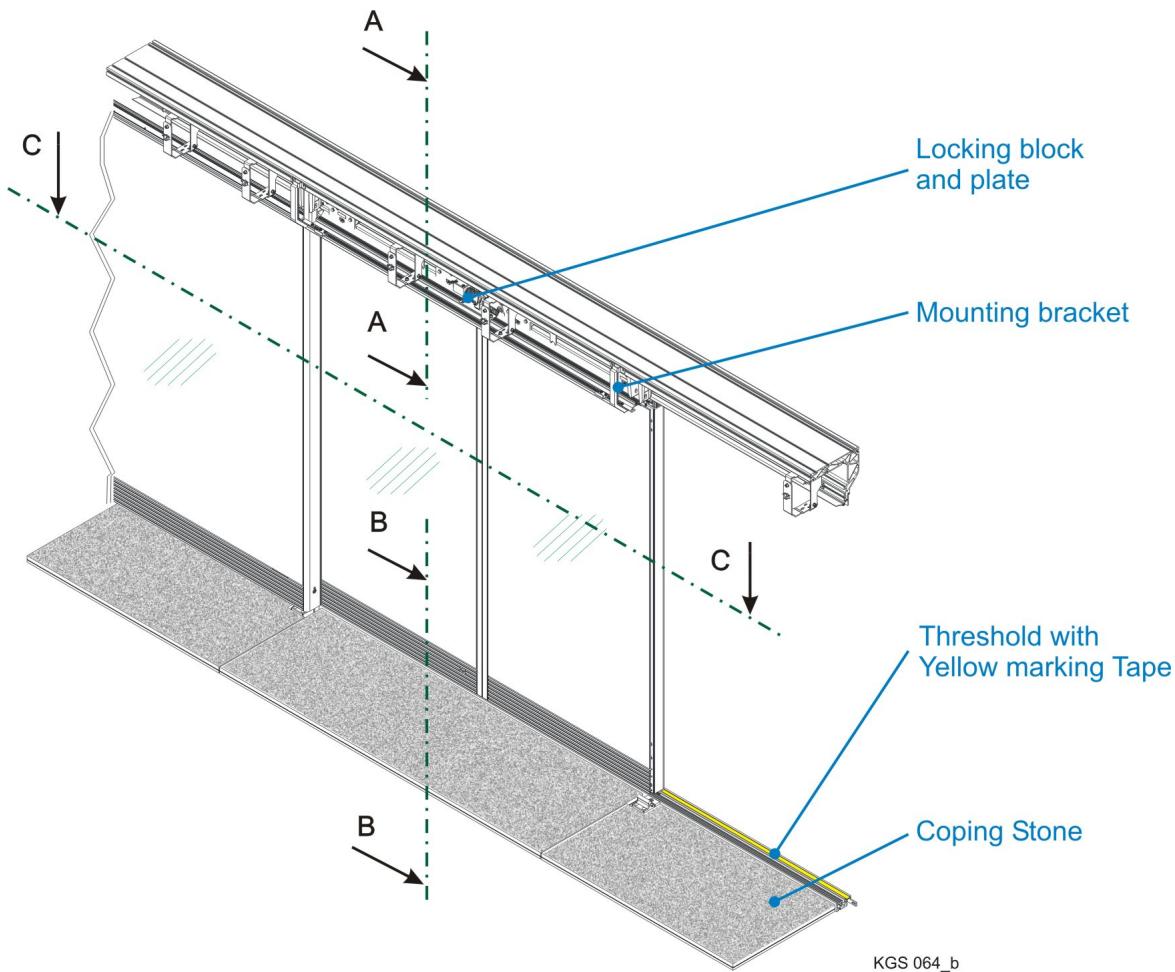 A
C
Locking block
and plate
A
Mounting bracket
B
C
Threshold with
Yellow marking Tape
B
Coping Stone
KGS 064_b